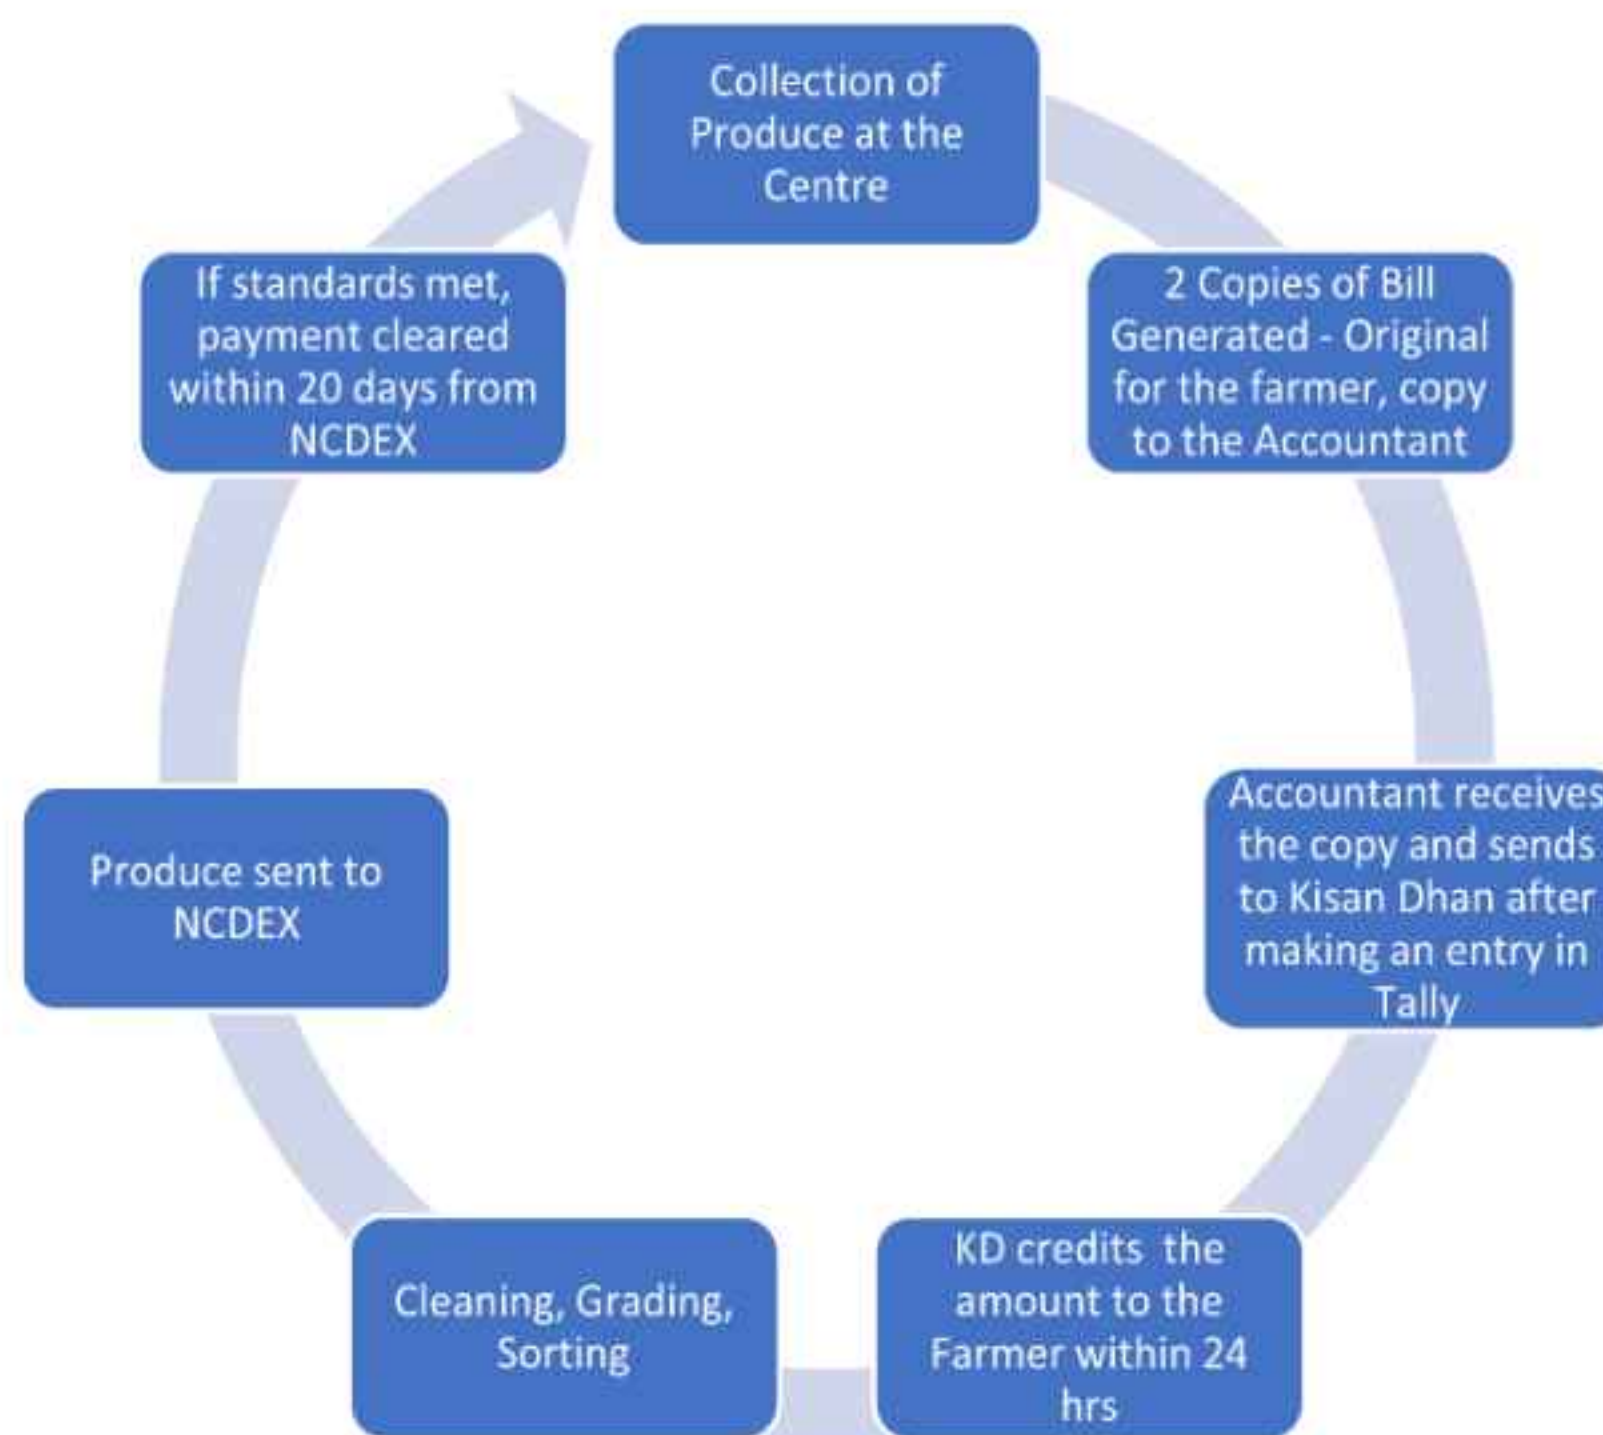 Collection of
Produce at the
Centre
2 Copies of Bill
Generated - Original
for the farmer, copy
to the Accountant
Accountant receives
the copy and sends
to Kisan Dhan after
making an entry in
Tally
KD credits the
amount to the
Farmer within 24
hrs
Cleaning, Grading,
Sorting
Produce sent to
NCDEX
If standards met,
payment cleared
within 20 days from
NCDEX